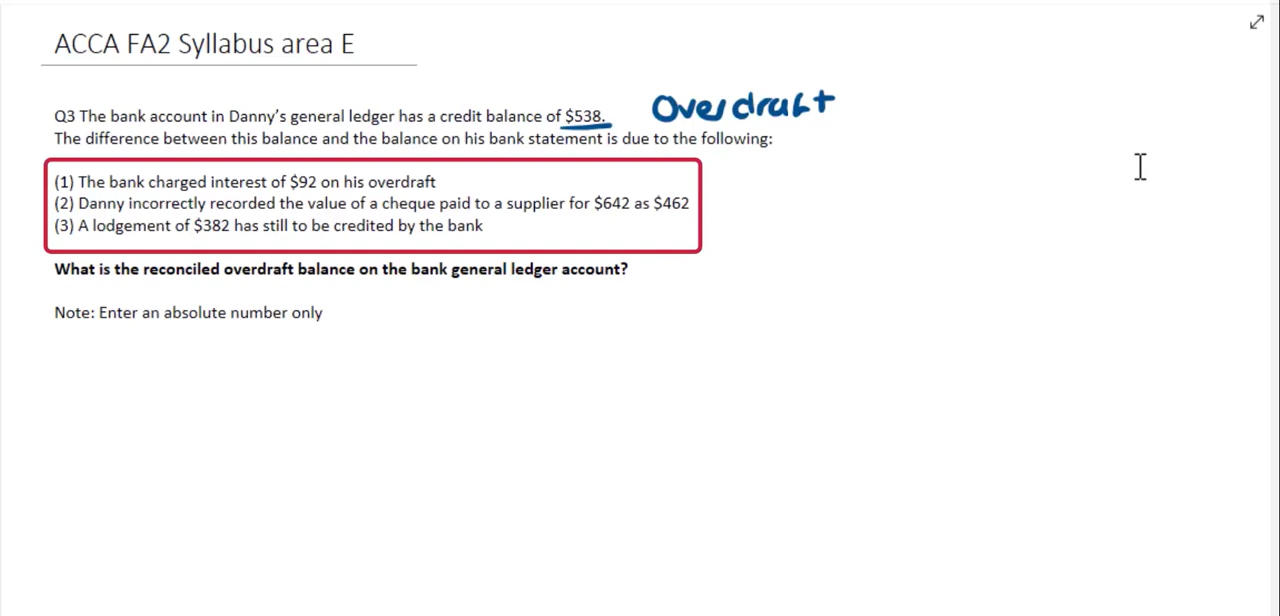 ACCA FA2 Syllabus area E
Q3 The bank account in Danny's general ledger has a credit balance of $538. Overdraft
The difference between this balance and the balance on his bank statement is due to the following:
(1) The bank charged interest of $92 on his overdraft
(2) Danny incorrectly recorded the value of a cheque paid to a supplier for $642 as $462
(3) A lodgement of $382 has still to be credited by the bank
What is the reconciled overdraft balance on the bank general ledger account?
Note: Enter an absolute number only